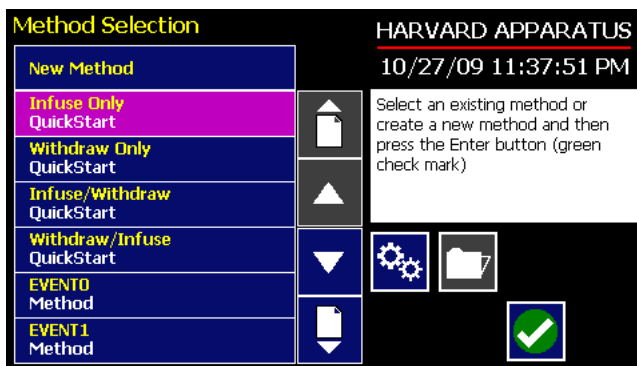 Method Selection
New Method
Infuse Only
QuickStart
Withdraw Only
QuickStart
Infuse/Withdraw
QuickStart
Withdraw/Infuse
QuickStart
EVENT0
Method
EVENT1
Method
HARVARD APPARATUS
10/27/09 11:37:51 PM
Select an existing method or
create a new method and then
press the Enter button (green
check mark)